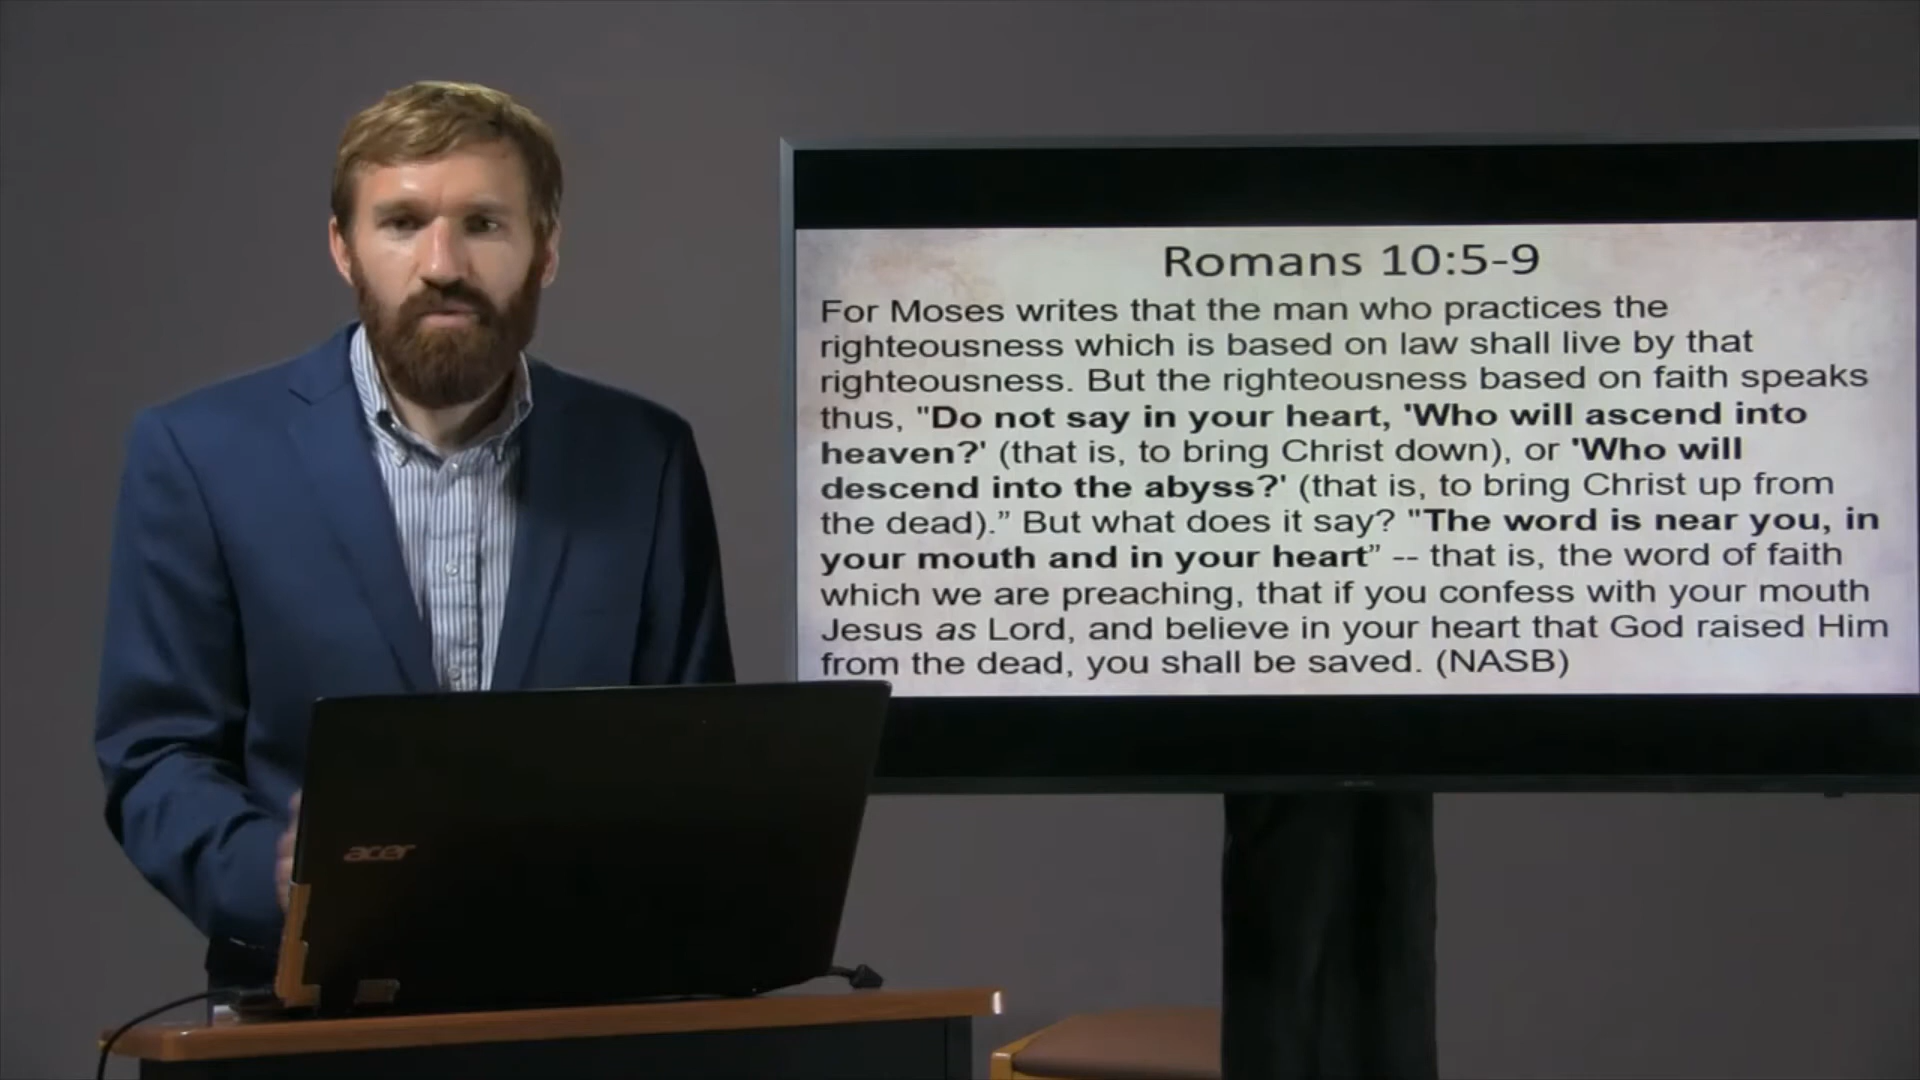 Romans 10:5-9
For Moses writes that the man who practices the
righteousness which is based on law shall live by that
righteousness. But the righteousness based on faith speaks
thus, "Do not say in your heart, 'Who will ascend into
heaven?' (that is, to bring Christ down), or 'Who will
descend into the abyss?' (that is, to bring Christ up from
the dead).” But what does it say? "The word is near you, in
your mouth and in your heart” -- that is, the word of faith
which we are preaching, that if you confess with your mouth
Jesus as Lord, and believe in your heart that God raised Him
from the dead, you shall be saved. (NASB)
acer